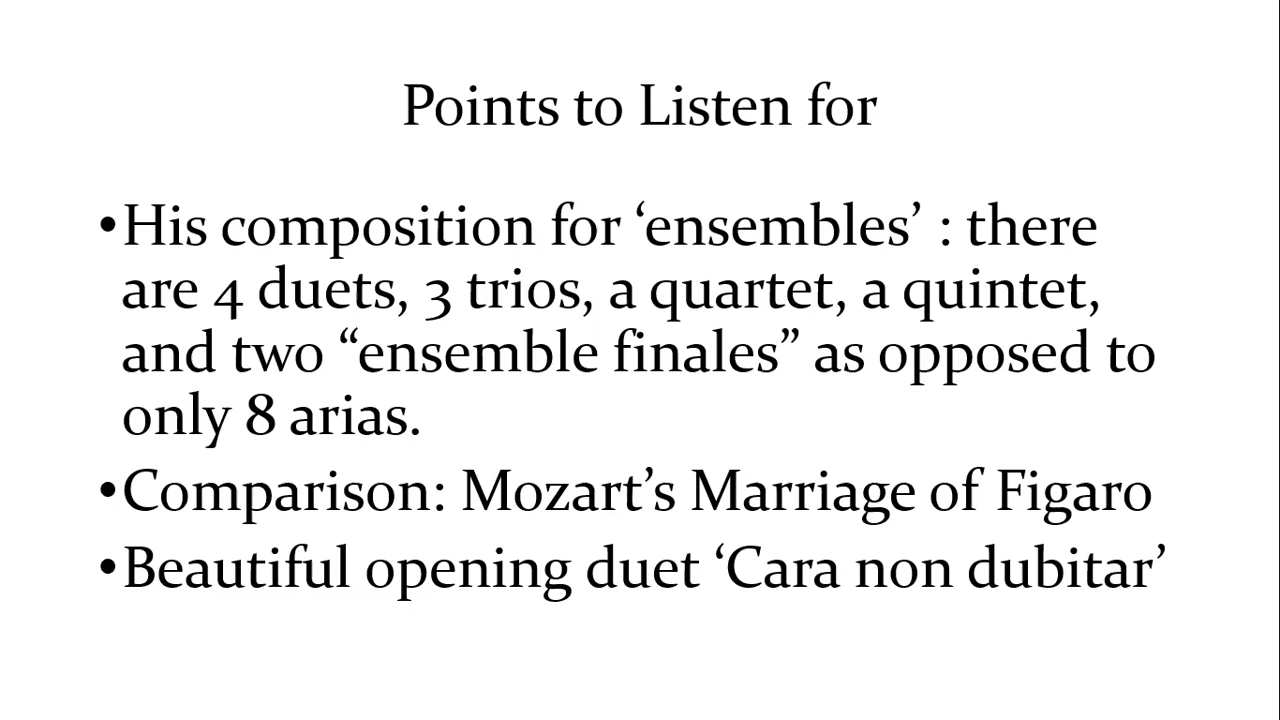 Points to Listen for
•His composition for ‘ensembles’ : there
are 4 duets, 3 trios, a quartet, a quintet,
and two “ensemble finales” as opposed to
only 8 arias.
•Comparison: Mozart’s Marriage of Figaro
•Beautiful opening duet ‘Cara non dubitar’